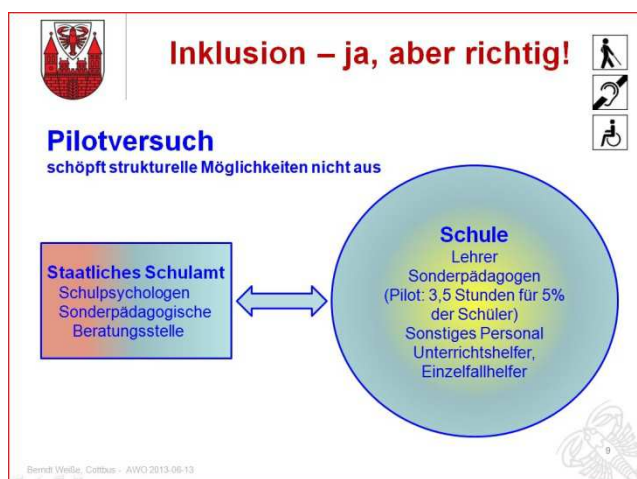 Inklusion – ja, aber richtig!
Pilotversuch
schöpft strukturelle Möglichkeiten nicht aus
Staatliches Schulamt
Schulpsychologen
Sonderpädagogische
Beratungsstelle
Schule
Lehrer
Sonderpädagogen
(Pilot: 3,5 Stunden für 5%
der Schüler)
Sonstiges Personal
Unterrichtshelfer,
Einzelfallhelfer
Berndt Weiße, Cottbus - AWO 2013-06-13
9